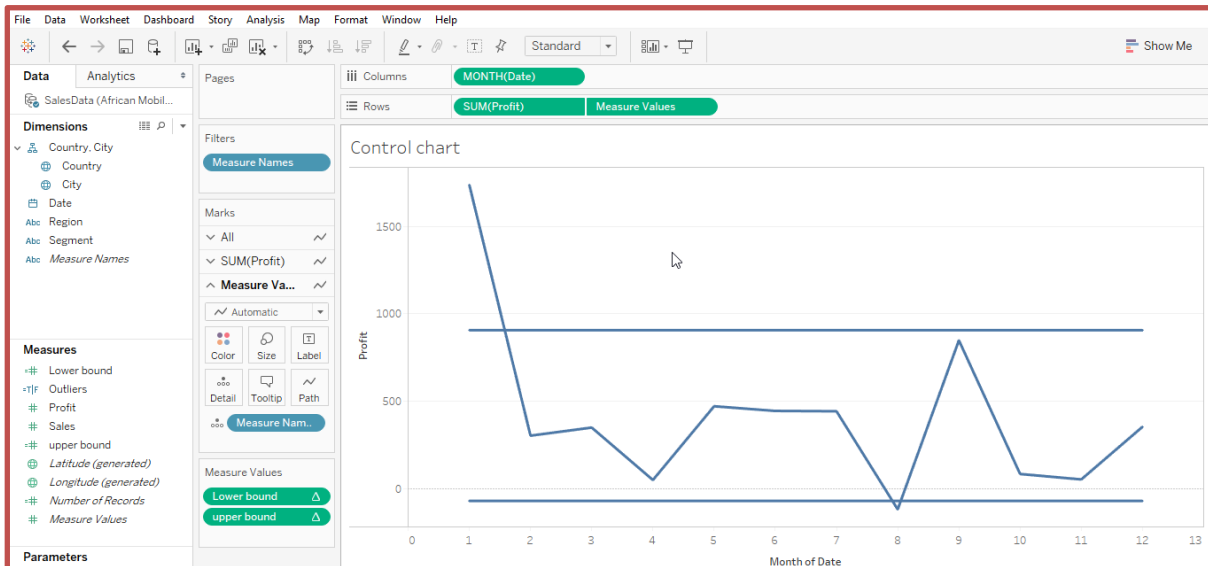 File Data Worksheet Dashboard Story Analysis Map Format Window Help
Standard
Show Me
Data Analytics
SalesData (African Mobil...
Dimensions
Country, City
Country
City
Date
Abc Region
Abc Segment
Abc Measure Names
Measures
=# Lower bound
=T|F Outliers
# Profit
# Sales
=# upper bound
Latitude (generated)
Longitude (generated)
=# Number of Records
# Measure Values
Parameters
Pages
Filters
Measure Names
Marks
All
SUM(Profit)
Measure Va...
Automatic
Color Size Label
Detail Tooltip Path
Measure Nam..
Measure Values
Lower bound Δ
upper bound Δ
Columns MONTH(Date)
Rows SUM(Profit) Measure Values
Control chart
1500
1000
500
0
Profit
0 1 2 3 4 5 6 7 8 9 10 11 12 13
Month of Date